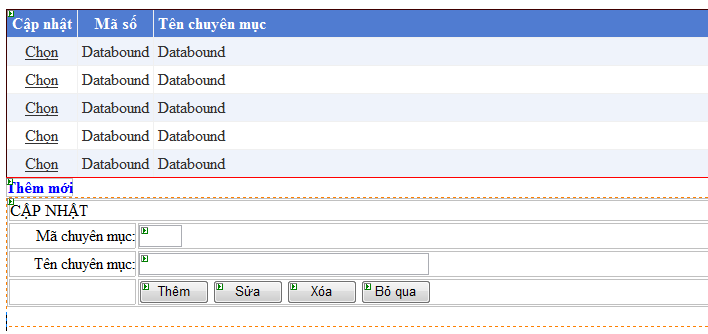 Cập nhật Mã số Tên chuyên mục
Chọn Databound Databound
Chọn Databound Databound
Chọn Databound Databound
Chọn Databound Databound
Chọn Databound Databound
Thêm mới
CẬP NHẬT
Mã chuyên mục:
Tên chuyên mục:
Thêm Sửa Xóa Bỏ qua